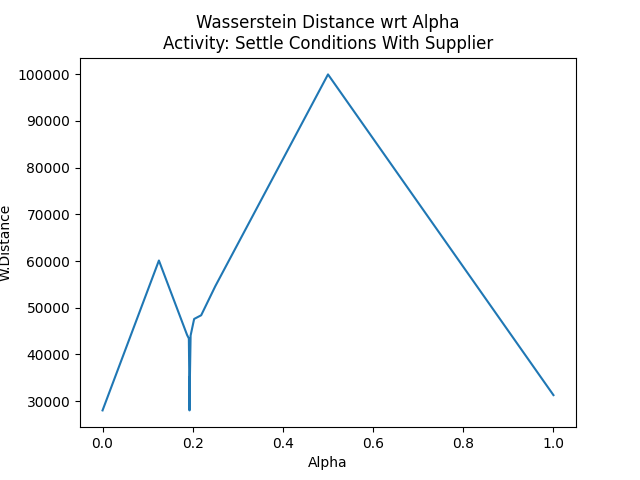 Wasserstein Distance wrt Alpha
Activity: Settle Conditions With Supplier
100000
90000
80000
70000
60000
50000
40000
30000
W.Distance
0.0 0.2 0.4 0.6 0.8 1.0
Alpha